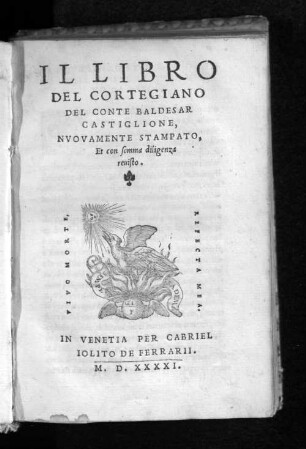 IL LIBRO
DEL CORTEGIANO
DEL CONTE BALDESAR
CASTIGLIONE,
NVOVAMENTE STAMPATO,
Et con somma diligenza
reuisto.
VIVO MORTE,
REFECTA MEA.
IN VENETIA PER GABRIEL
IOLITO DE FERRARII.
M. D. XXXXI.